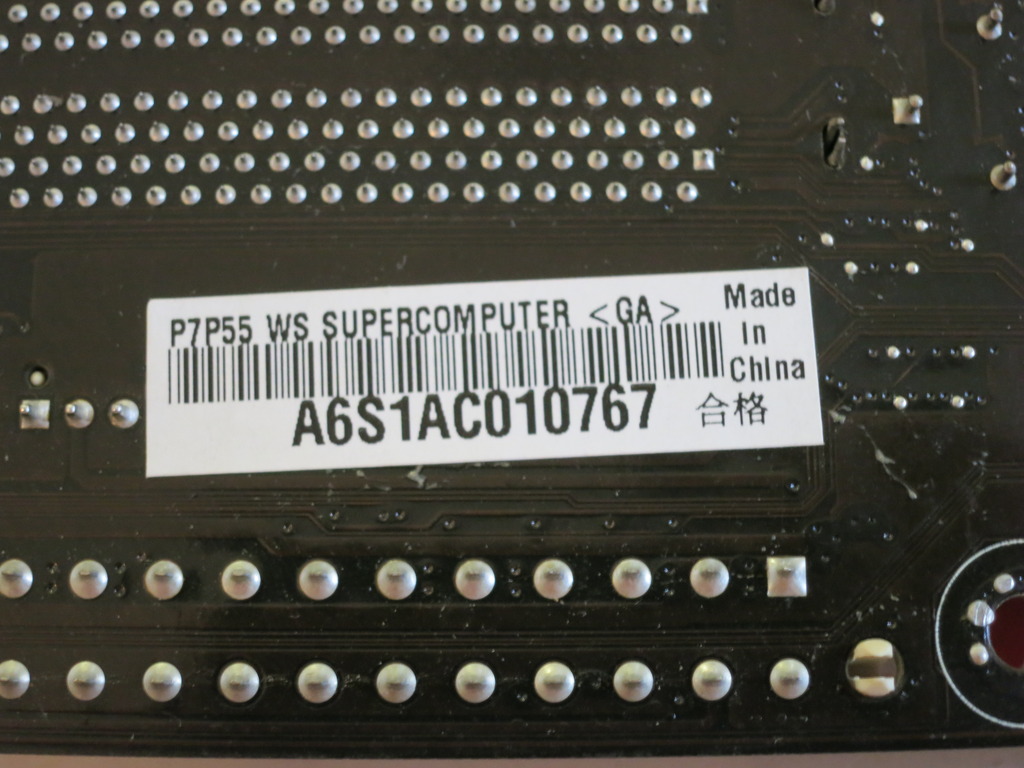 P7P55 WS SUPERCOMPUTER <GA>
Made
In
China
A6S1AC010767
合格